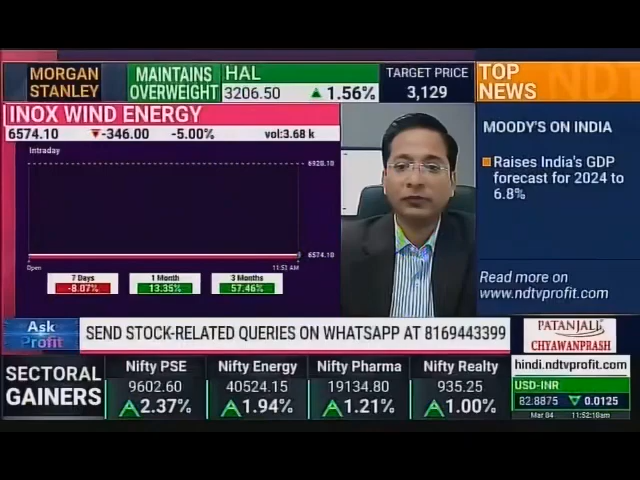 MORGAN
STANLEY
MAINTAINS
OVERWEIGHT
HAL
3206.50 ▲ 1.56%
TARGET PRICE
3,129
TOP
NEWS
INOX WIND ENERGY
6574.10 ▼-346.00 -5.00% vol:3.68 k
Intraday
6920.10
6574.10
Open 11:51 AM
7 Days
-8.07%
1 Month
13.35%
3 Months
57.46%
MOODY'S ON INDIA
Raises India's GDP
forecast for 2024 to
6.8%
Read more on
www.ndtvprofit.com
Ask
Profit
SEND STOCK-RELATED QUERIES ON WHATSAPP AT 8169443399
PATANJALI
CHYAWANPRASH
SECTORAL
GAINERS
Nifty PSE
9602.60
2.37%
Nifty Energy
40524.15
1.94%
Nifty Pharma
19134.80
1.21%
Nifty Realty
935.25
1.00%
hindi.ndtvprofit.com
USD-INR
82.8875 ▽ 0.0125
Mar 04 11:52:10am